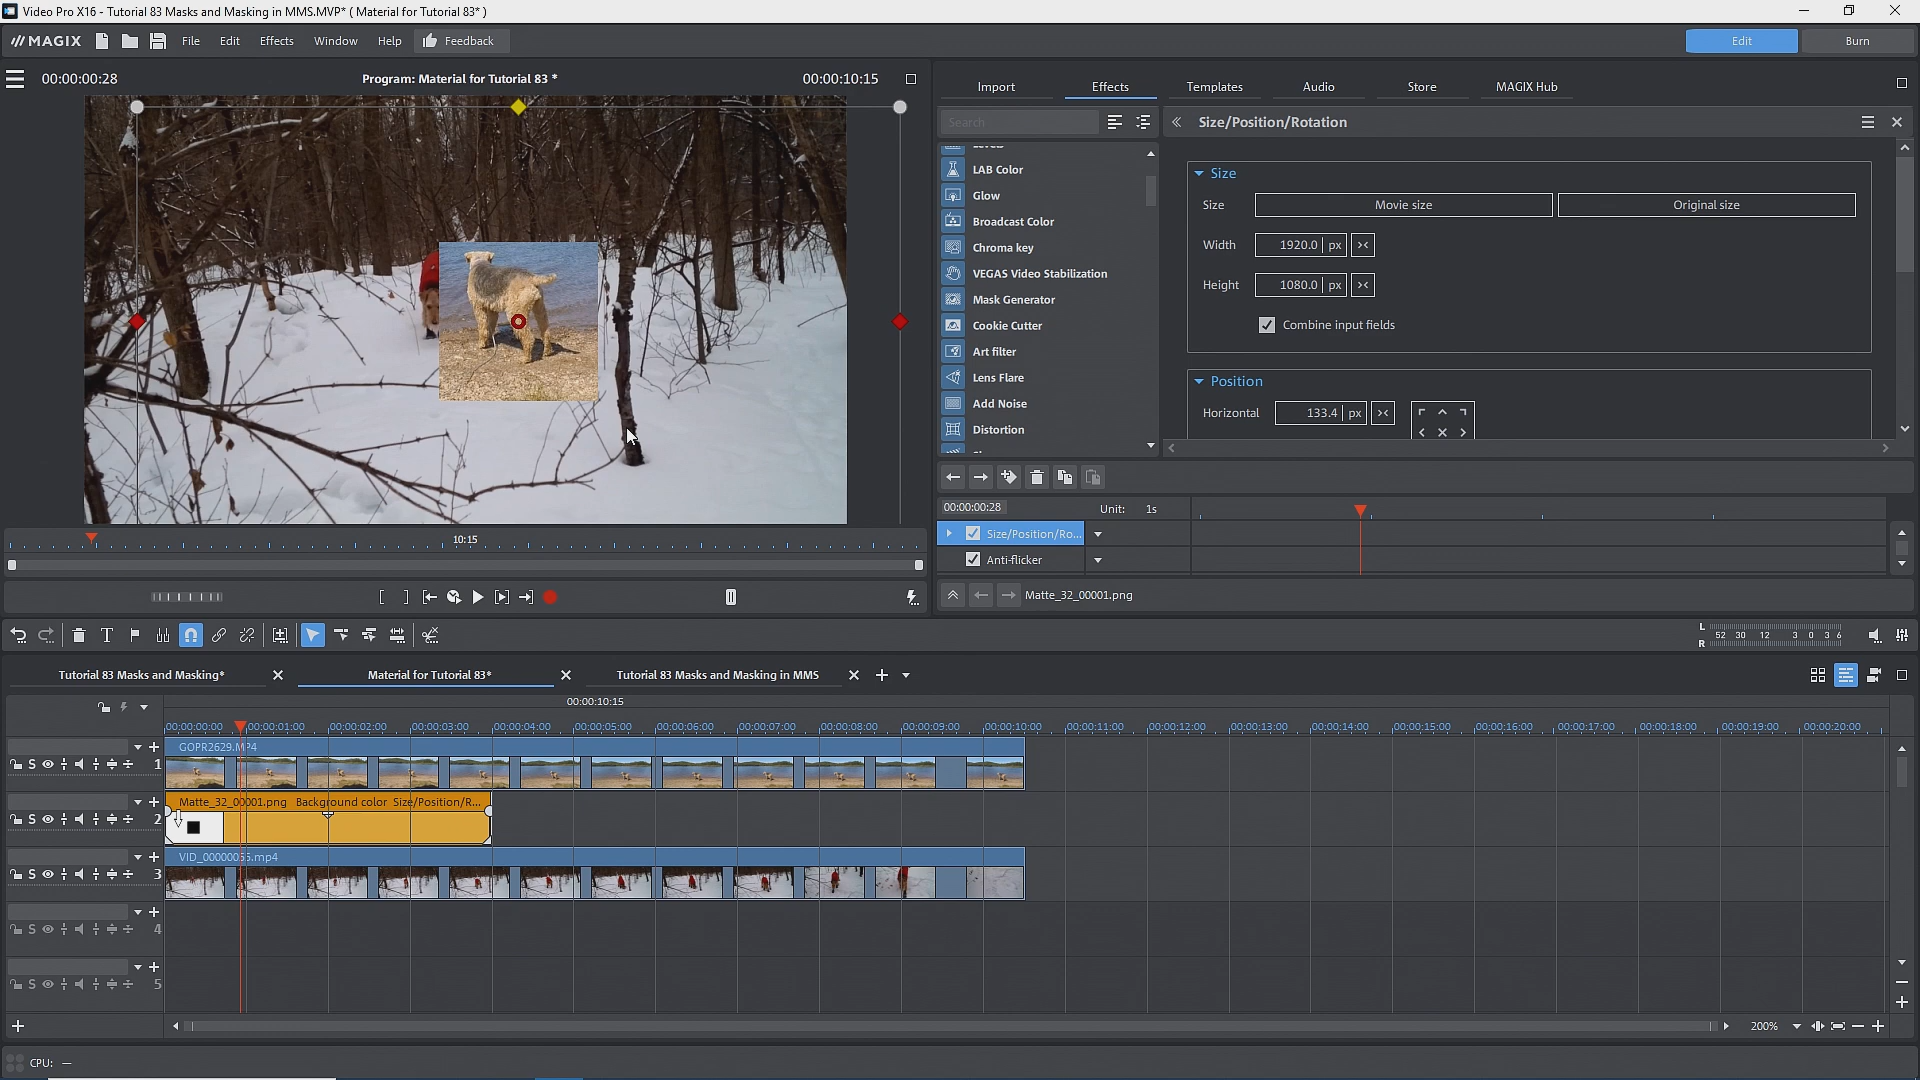 Video Pro X16 - Tutorial 83 Masks and Masking in MMS.MVP* ( Material for Tutorial 83* )
MAGIX File Edit Effects Window Help Feedback Edit Burn
00:00:00:28 Program: Material for Tutorial 83 * 00:00:10:15
Import Effects Templates Audio Store MAGIX Hub
Search
Size/Position/Rotation
Levels
LAB Color
Glow
Broadcast Color
Chroma key
VEGAS Video Stabilization
Mask Generator
Cookie Cutter
Art filter
Lens Flare
Add Noise
Distortion
Size
Size Movie size Original size
Width 1920.0 px
Height 1080.0 px
Combine input fields
Position
Horizontal 133.4 px
10:15
00:00:00:28 Unit: 1s
Size/Position/Ro...
Anti-flicker
Matte_32_00001.png
L 52 30 12 3 0 3 6
R
Tutorial 83 Masks and Masking* Material for Tutorial 83* Tutorial 83 Masks and Masking in MMS
00:00:10:15
00:00:00:00 00:00:01:00 00:00:02:00 00:00:03:00 00:00:04:00 00:00:05:00 00:00:06:00 00:00:07:00 00:00:08:00 00:00:09:00 00:00:10:00 00:00:11:00 00:00:12:00 00:00:13:00 00:00:14:00 00:00:15:00 00:00:16:00 00:00:17:00 00:00:18:00 00:00:19:00 00:00:20:00
GOPR2629.MP4
S 1
Matte_32_00001.png Background color Size/Position/R...
S 2
VID_00000055.mp4
S 3
S 4
S 5
200%
CPU: —